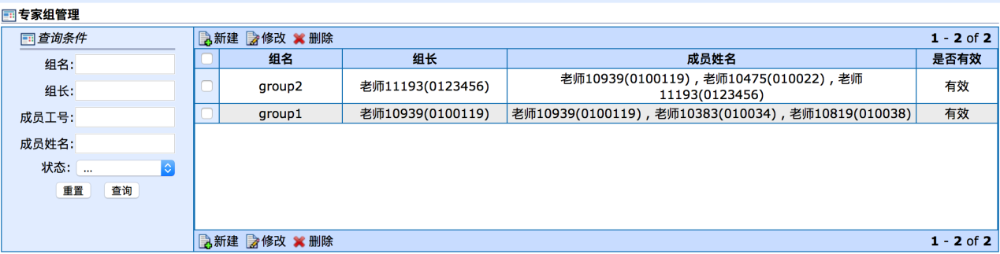 专家组管理
查询条件
组名:
组长:
成员工号:
成员姓名:
状态: ...
重置 查询
新建 修改 删除 1 - 2 of 2
组名 组长 成员姓名 是否有效
group2 老师11193(0123456) 老师10939(0100119) , 老师10475(010022) , 老师
11193(0123456) 有效
group1 老师10939(0100119) 老师10939(0100119) , 老师10383(010034) , 老师10819(010038) 有效
新建 修改 删除 1 - 2 of 2